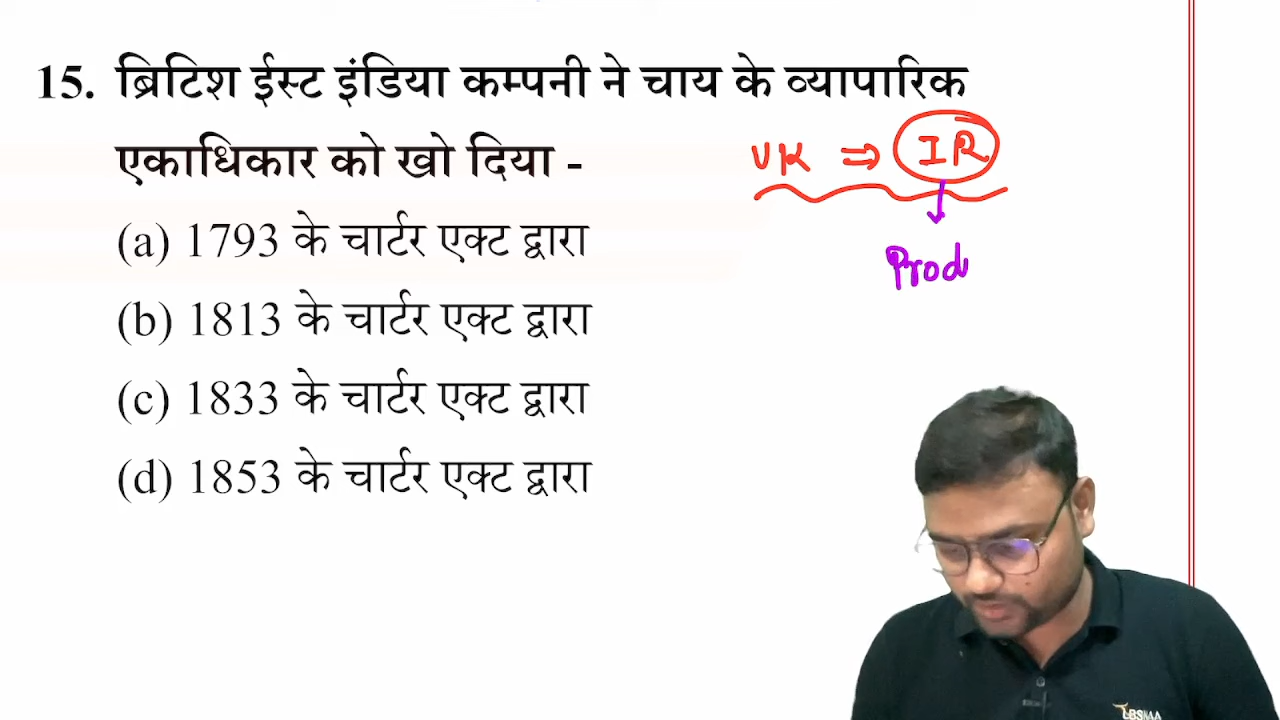 15. ब्रिटिश ईस्ट इंडिया कम्पनी ने चाय के व्यापारिक
एकाधिकार को खो दिया -
UK ⇒ IR
Prod
(a) 1793 के चार्टर एक्ट द्वारा
(b) 1813 के चार्टर एक्ट द्वारा
(c) 1833 के चार्टर एक्ट द्वारा
(d) 1853 के चार्टर एक्ट द्वारा